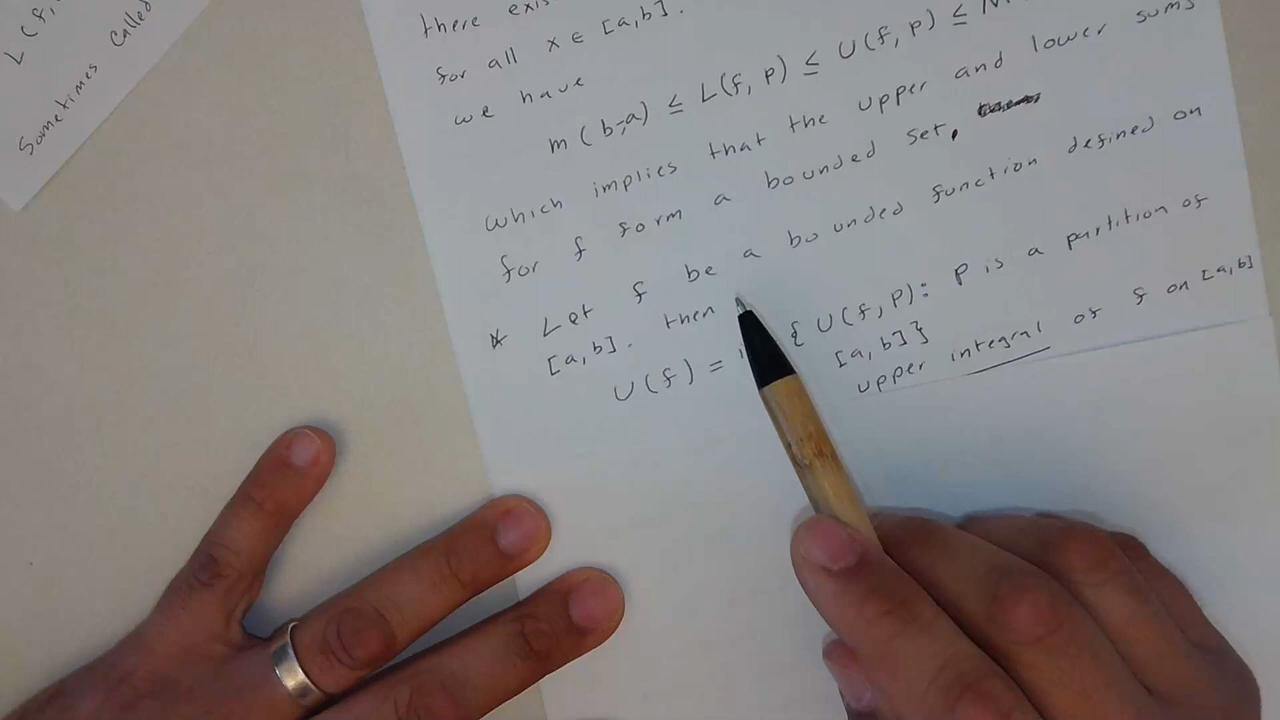 L(f,
Sometimes called
there
for all x ∈ [a,b].
we have
m(b-a) ≤ L(f, p) ≤ U(f, p) ≤
which implies that the upper and lower sums
for f form a bounded set.
* Let f be a bounded function defined on
[a,b]. then
U(f) = { U(f, p): p is a partition of
[a,b]}
upper integral of f on [a,b]